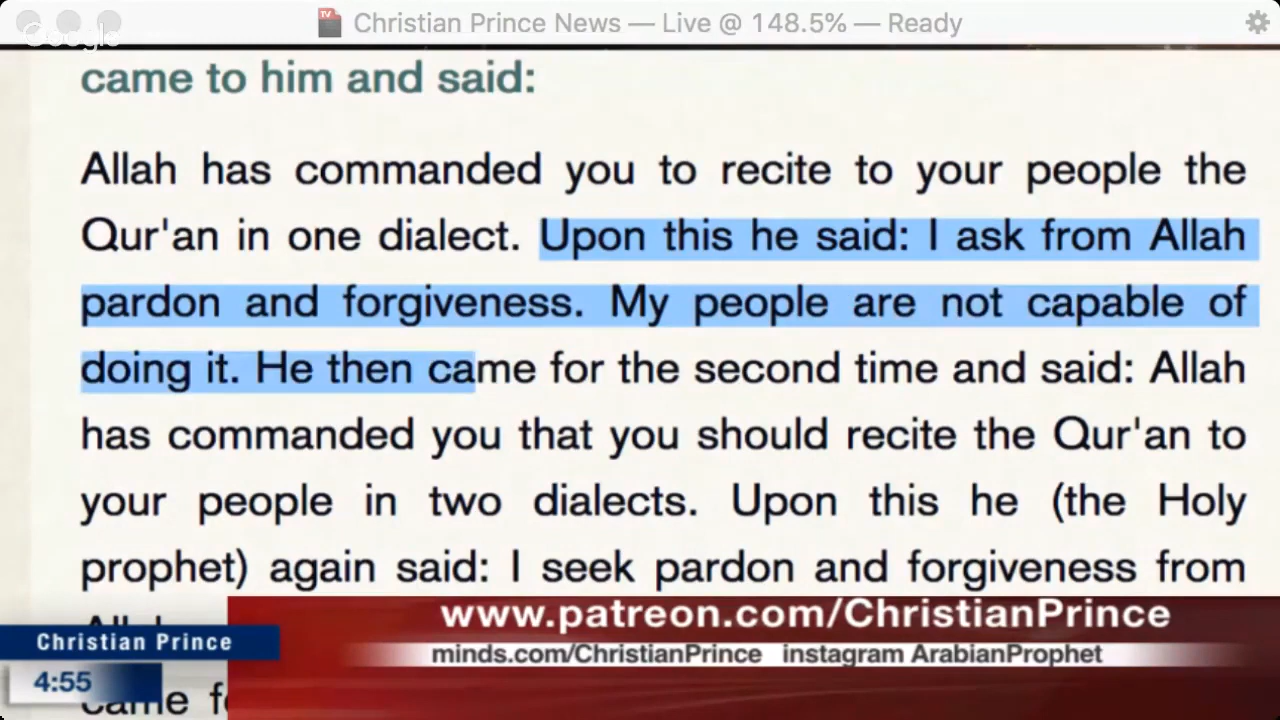 Christian Prince News — Live @ 148.5% — Ready
Google
came to him and said:
Allah has commanded you to recite to your people the
Qur'an in one dialect. Upon this he said: I ask from Allah
pardon and forgiveness. My people are not capable of
doing it. He then came for the second time and said: Allah
has commanded you that you should recite the Qur'an to
your people in two dialects. Upon this he (the Holy
prophet) again said: I seek pardon and forgiveness from
www.patreon.com/ChristianPrince
Christian Prince
minds.com/ChristianPrince instagram ArabianProphet
4:55
came